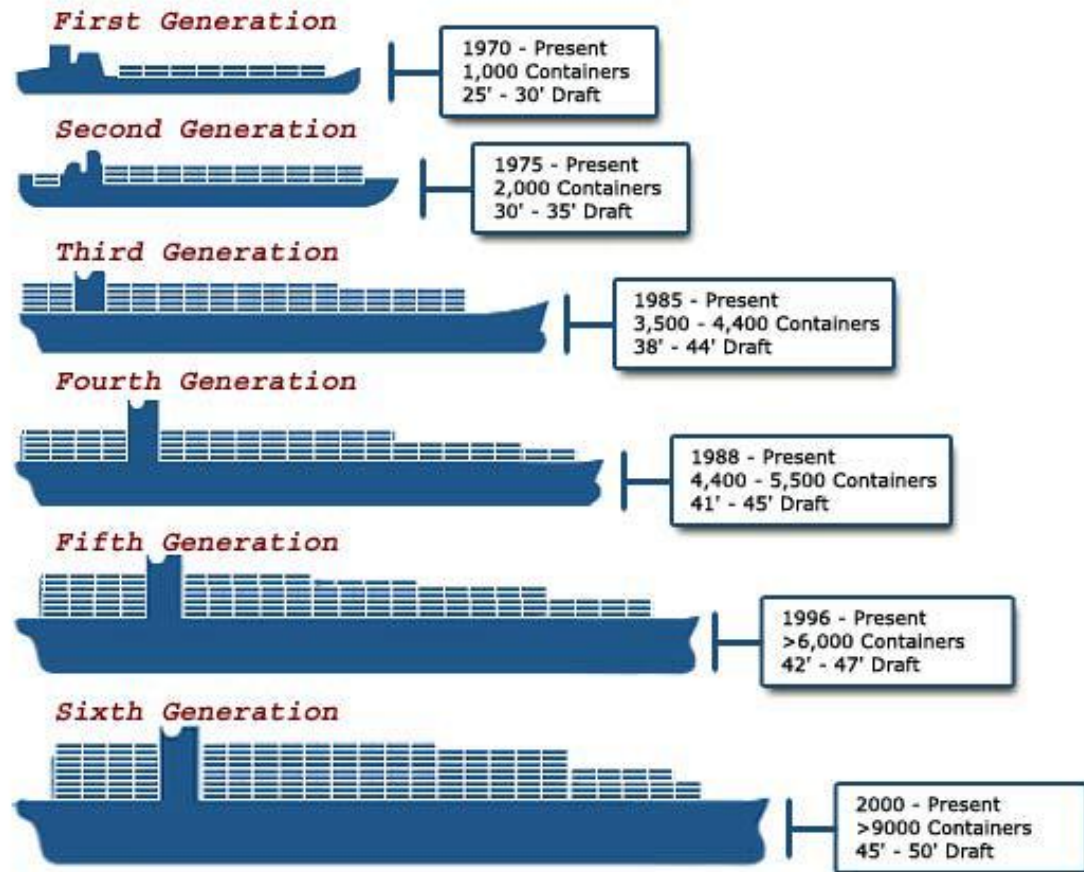 First Generation
1970 - Present
1,000 Containers
25' - 30' Draft
Second Generation
1975 - Present
2,000 Containers
30' - 35' Draft
Third Generation
1985 - Present
3,500 - 4,400 Containers
38' - 44' Draft
Fourth Generation
1988 - Present
4,400 - 5,500 Containers
41' - 45' Draft
Fifth Generation
1996 - Present
>6,000 Containers
42' - 47' Draft
Sixth Generation
2000 - Present
>9000 Containers
45' - 50' Draft